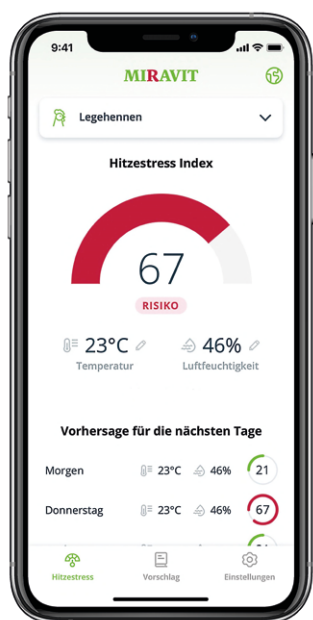 9:41
MIRAVIT
Legehennen
Hitzestress Index
67
RISIKO
23°C 46%
Temperatur Luftfeuchtigkeit
Vorhersage für die nächsten Tage
Morgen 23°C 46% 21
Donnerstag 23°C 46% 67
Hitzestress Vorschlag Einstellungen